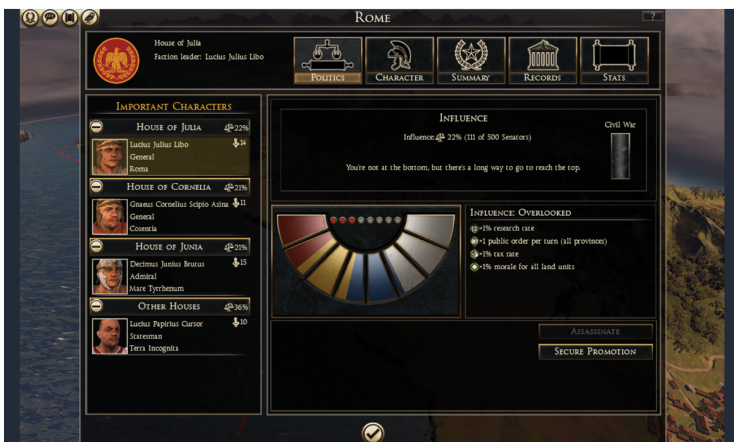 ROME
?
House of Julia
Faction leader: Lucius Julius Libo
POLITICS
CHARACTER
SUMMARY
RECORDS
STATS
IMPORTANT CHARACTERS
HOUSE OF JULIA 22%
Lucius Julius Libo 14
General
Roma
HOUSE OF CORNELIA 21%
Gnaeus Cornelius Scipio Asina 11
General
Cosentia
HOUSE OF JUNIA 21%
Decimus Junius Brutus 15
Admiral
Mare Tyrrhenum
OTHER HOUSES 36%
Lucius Papirius Cursor 10
Statesman
Terra Incognita
INFLUENCE
Influence: 22% (111 of 500 Senators)
You're not at the bottom, but there's a long way to go to reach the top.
Civil War
INFLUENCE: OVERLOOKED
+1% research rate
+1 public order per turn (all provinces)
+1% tax rate
+1% morale for all land units
ASSASSINATE
SECURE PROMOTION